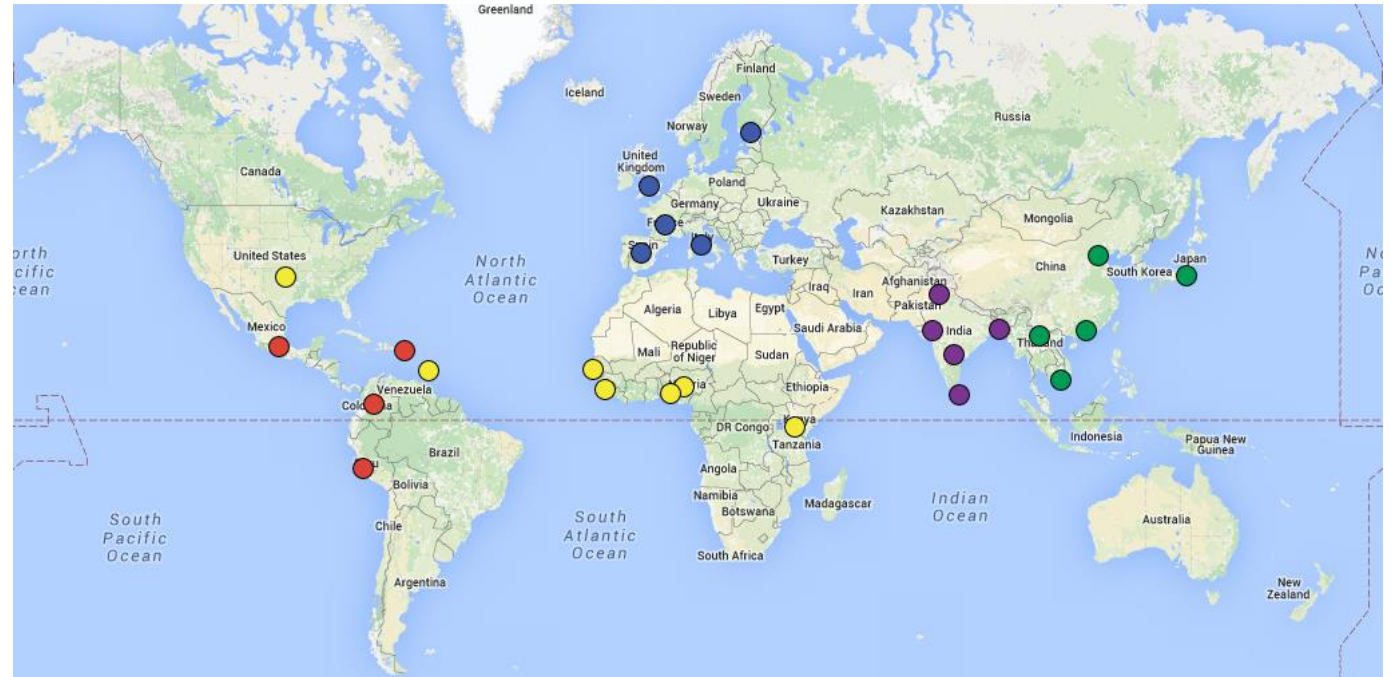 Greenland
Finland
Iceland
Sweden
Russia
Norway
United
Kingdom
Canada
Poland
Germany
Ukraine
Kazakhstan
Mongolia
United States
North
Atlantic
Ocean
Turkey
China
South Korea
Japan
Afghanistan
Iraq
Iran
Pakistan
Algeria
Libya
Egypt
Saudi Arabia
Mexico
India
Mali
Republic
of Niger
Sudan
Venezuela
Ethiopia
DR Congo
Tanzania
Indonesia
Papua New
Guinea
Brazil
Angola
Bolivia
Namibia
Botswana
Madagascar
Indian
Ocean
South
Pacific
Ocean
Chile
South
Atlantic
Ocean
Australia
South Africa
Argentina
New
Zealand